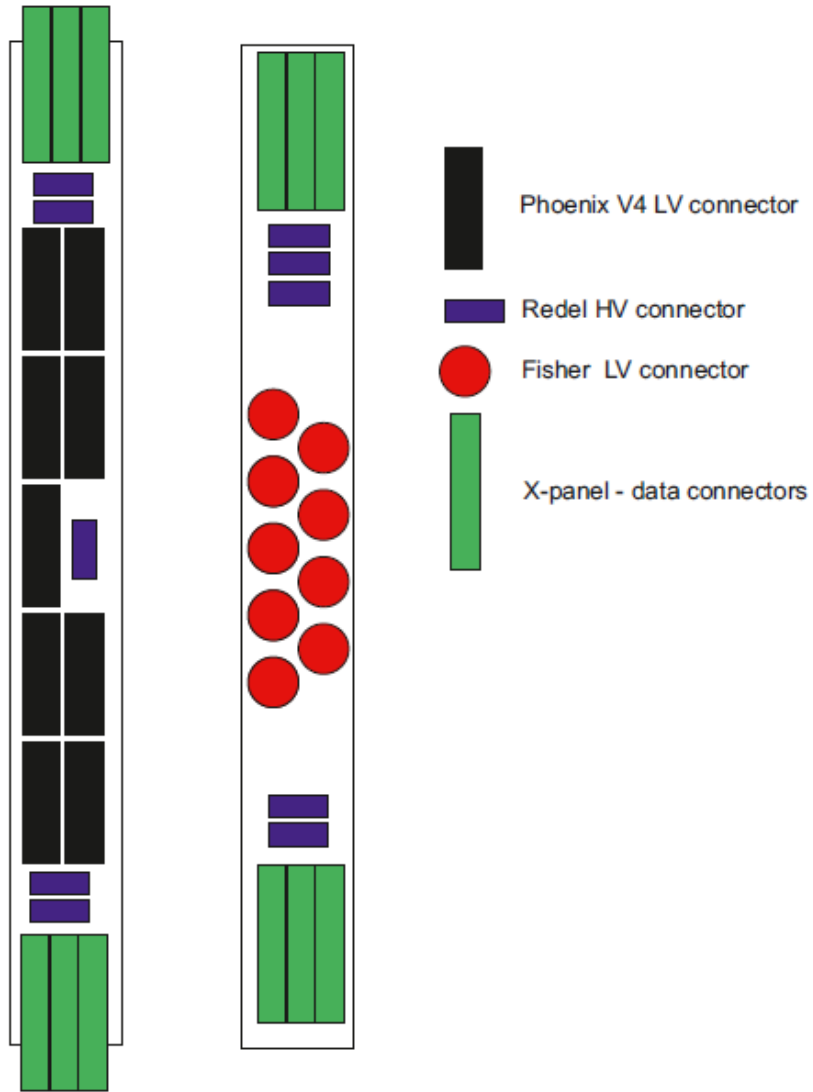 Phoenix V4 LV connector
Redel HV connector
Fisher LV connector
X-panel - data connectors